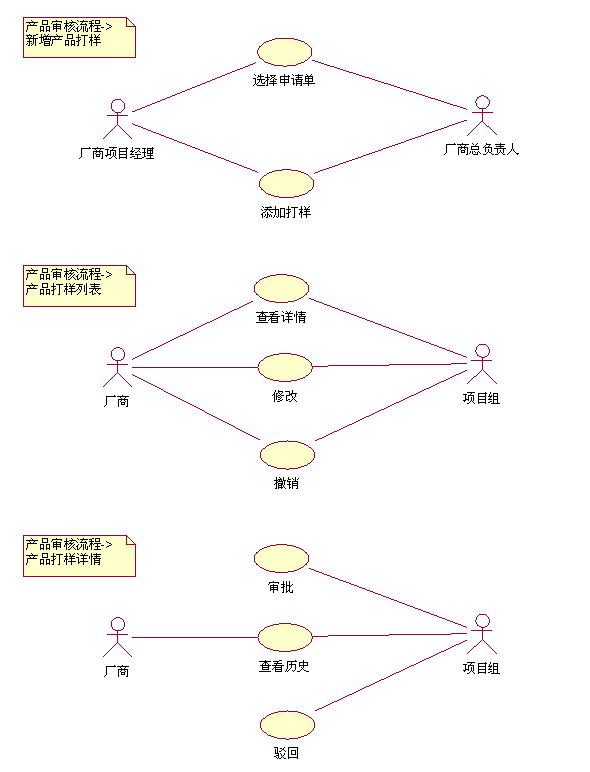 产品审核流程->
新增产品打样
选择申请单
厂商项目经理
厂商总负责人
添加打样
产品审核流程->
产品打样列表
查看详情
厂商
修改
项目组
撤销
产品审核流程->
产品打样详情
审批
厂商
查看历史
项目组
驳回